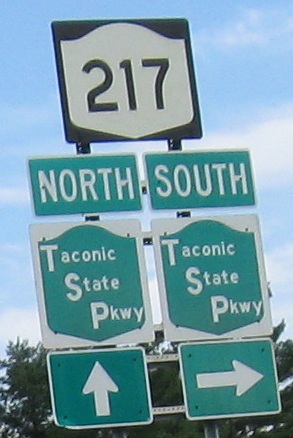 217
NORTH SOUTH
Taconic
State
Pkwy
Taconic
State
Pkwy